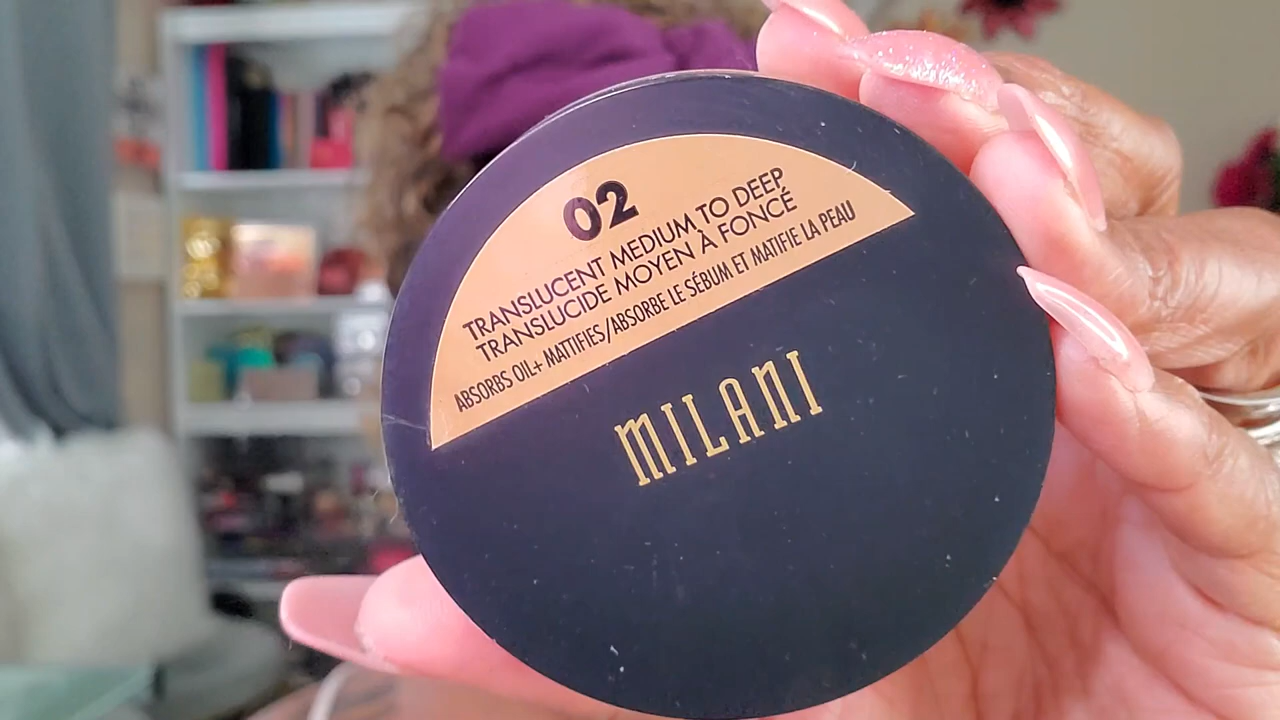 02
TRANSLUCENT MEDIUM TO DEEP
TRANSLUCIDE MOYEN À FONCÉ
ABSORBS OIL+ MATTIFIES/ABSORBE LE SÉBUM ET MATIFIE LA PEAU
MILANI